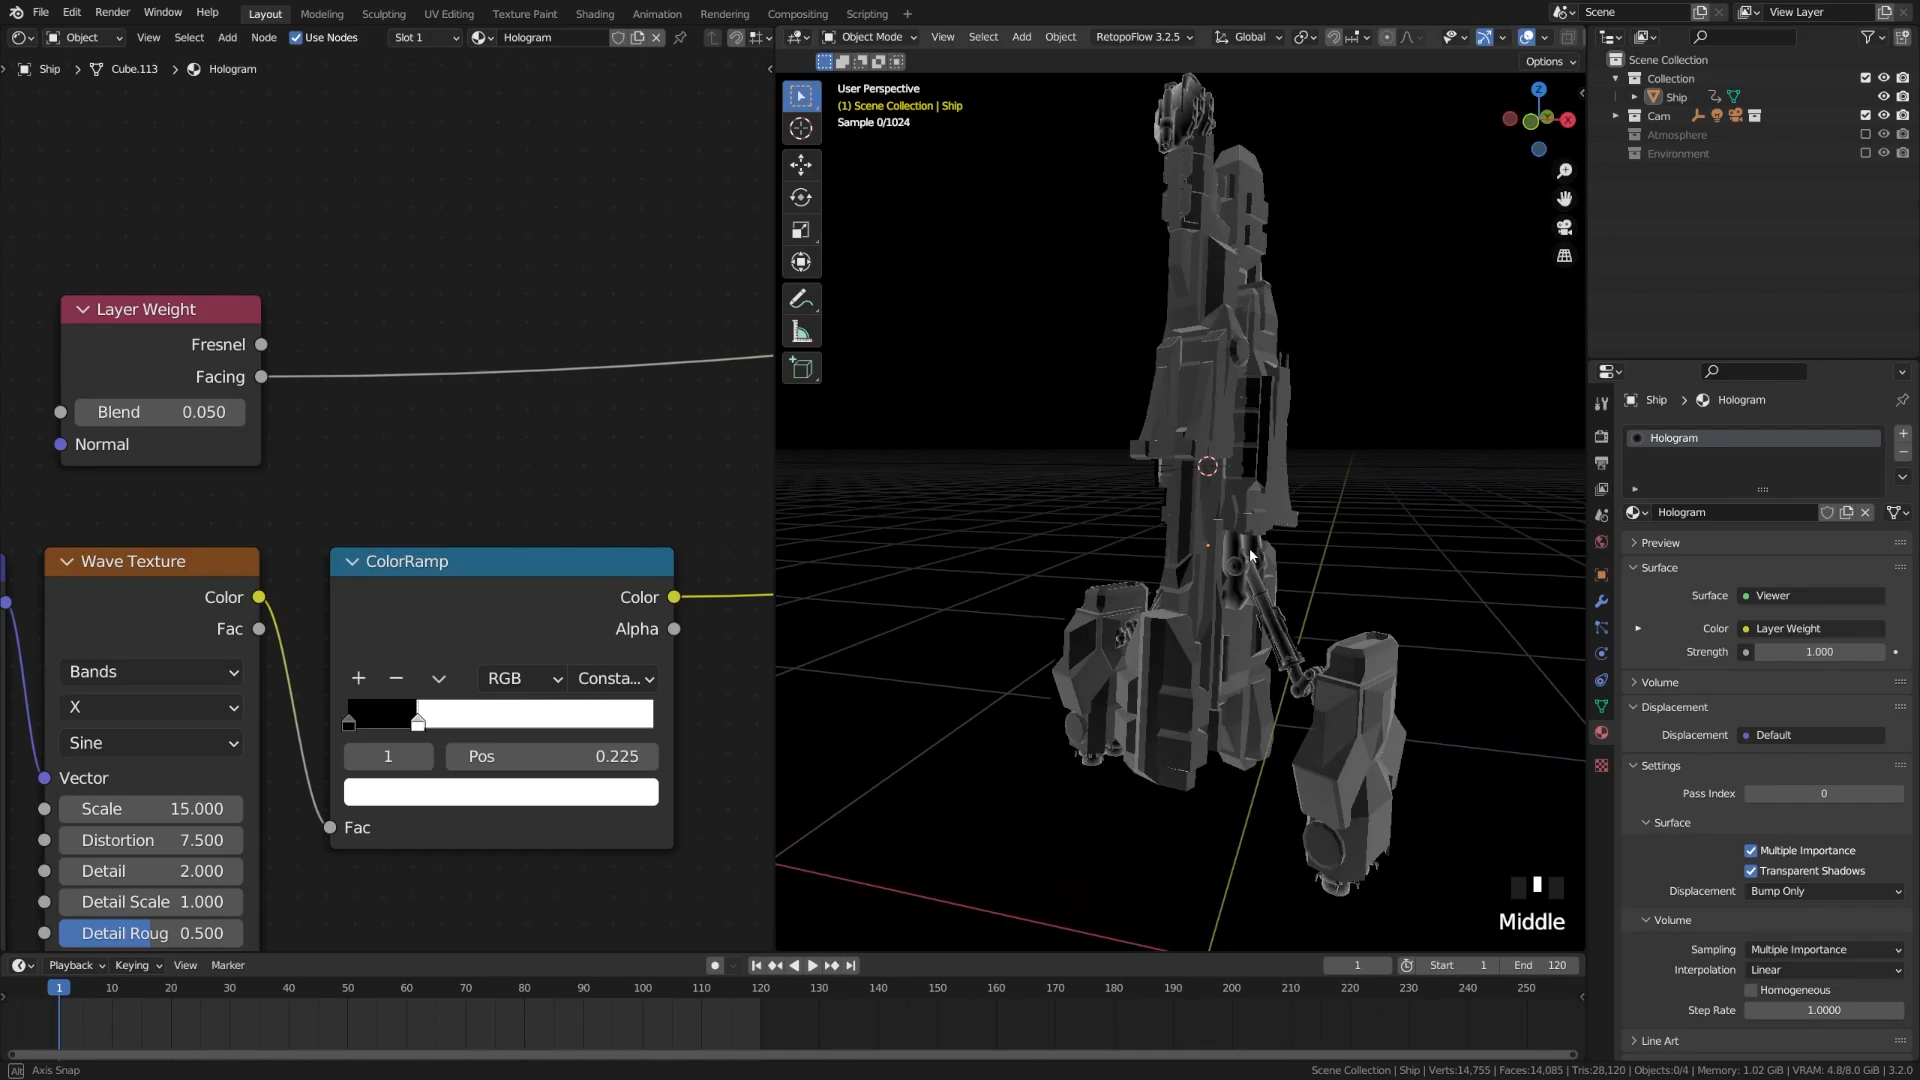 File Edit Render Window Help Layout Modeling Sculpting UV Editing Texture Paint Shading Animation Rendering Compositing Scripting + Scene View Layer
Object View Select Add Node Use Nodes Slot 1 Hologram
Object Mode View Select Add Object RetopoFlow 3.2.5 Global
Ship > Cube.113 > Hologram
Options
User Perspective
(1) Scene Collection | Ship
Sample 0/1024
Z
X
Layer Weight
Fresnel
Facing
Blend 0.050
Normal
Wave Texture
Color
Fac
Bands
X
Sine
Vector
Scale 15.000
Distortion 7.500
Detail 2.000
Detail Scale 1.000
Detail Roug 0.500
ColorRamp
Color
Alpha
RGB Consta...
1 Pos 0.225
Fac
Middle
Scene Collection
Collection
Ship
Cam
Atmosphere
Environment
Ship > Hologram
Hologram
Hologram
Preview
Surface
Surface Viewer
Color Layer Weight
Strength 1.000
Volume
Displacement
Displacement Default
Settings
Pass Index 0
Surface
Multiple Importance
Transparent Shadows
Displacement Bump Only
Volume
Sampling Multiple Importance
Interpolation Linear
Homogeneous
Step Rate 1.0000
Line Art
Playback Keying View Marker 1 Start 1 End 120
1 10 20 30 40 50 60 70 80 90 100 110 120 130 140 150 160 170 180 190 200 210 220 230 240 250
Alt Axis Snap
Scene Collection | Ship | Verts:14,755 | Faces:14,085 | Tris:28,120 | Objects:0/4 | Memory: 1.02 GiB | VRAM: 4.8/8.0 GiB | 3.2.0